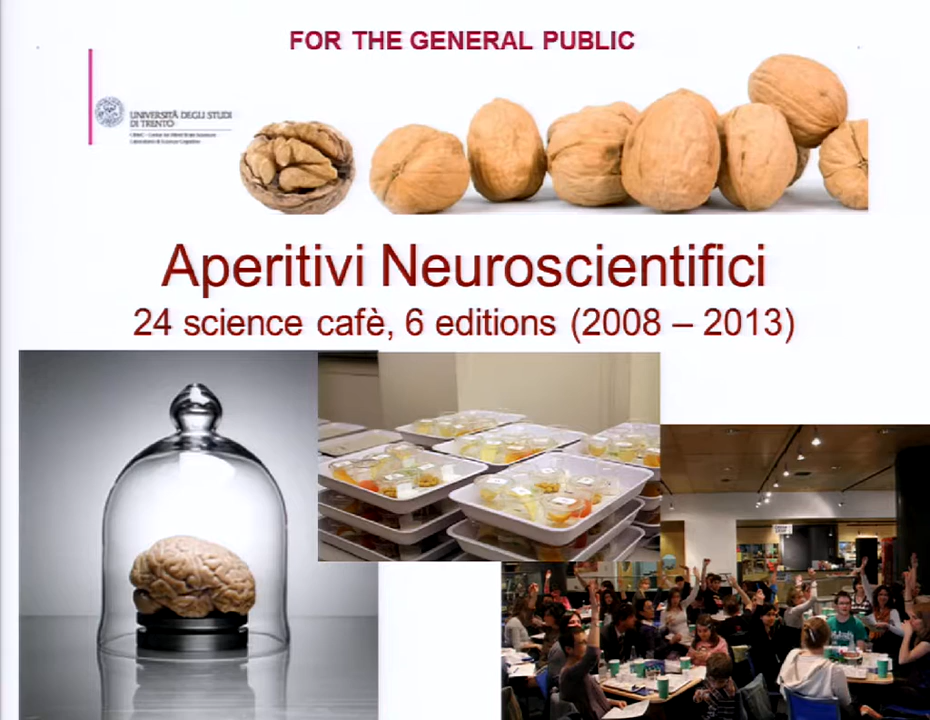 FOR THE GENERAL PUBLIC
UNIVERSITÀ DEGLI STUDI
DI TRENTO
Aperitivi Neuroscientifici
24 science cafè, 6 editions (2008 – 2013)